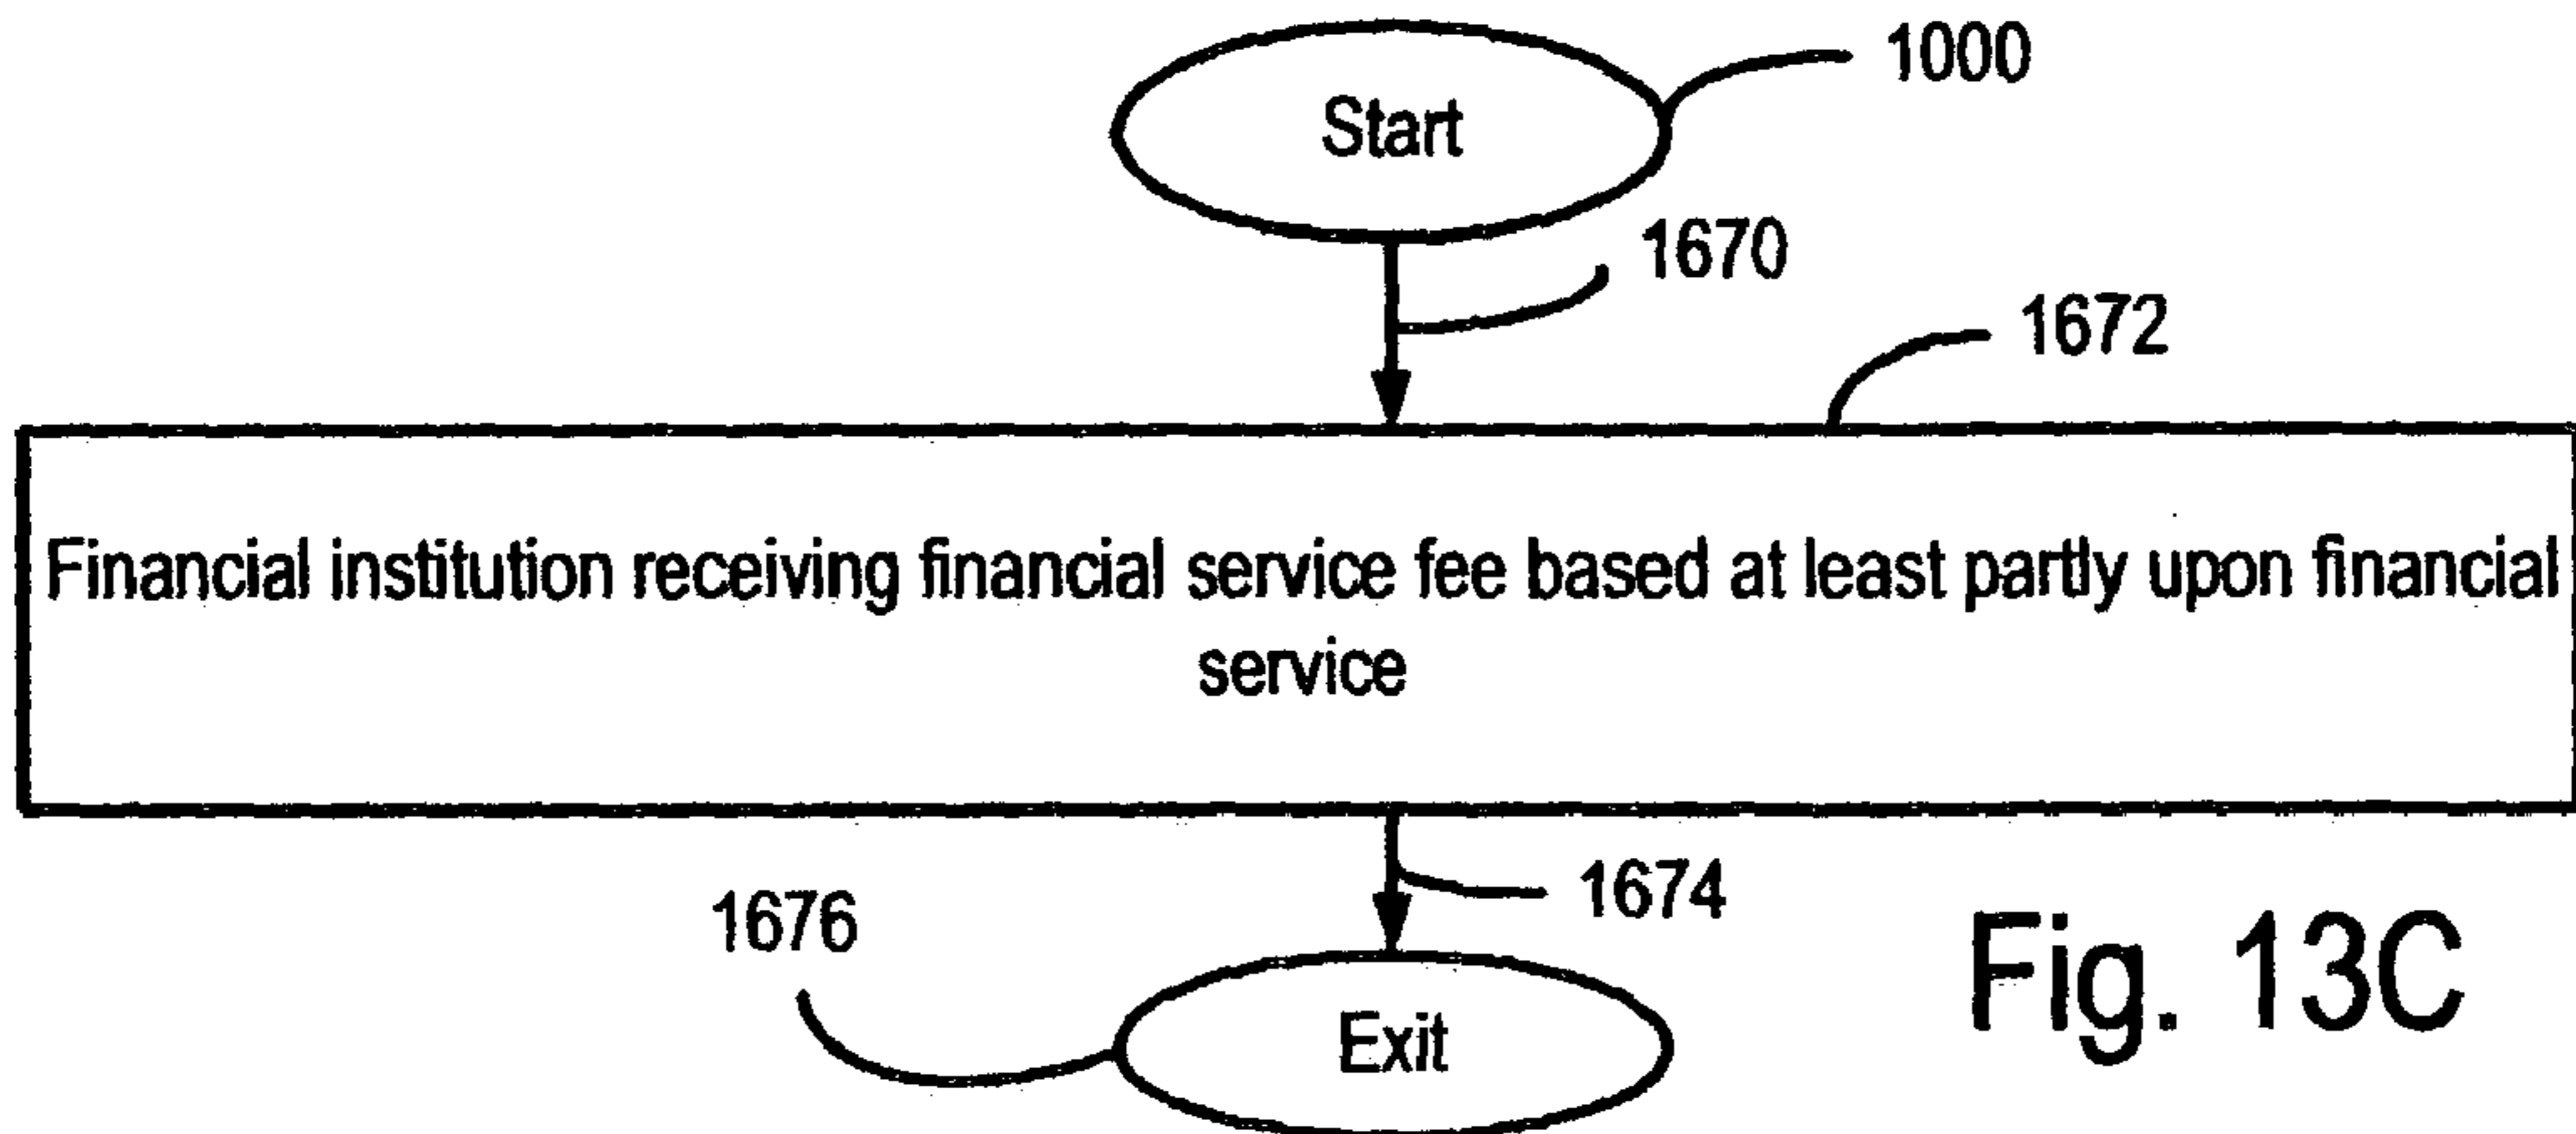 1000
Start
1670
1672
Financial institution receiving financial service fee based at least partly upon financial
service
1674
1676
Exit
Fig. 13C